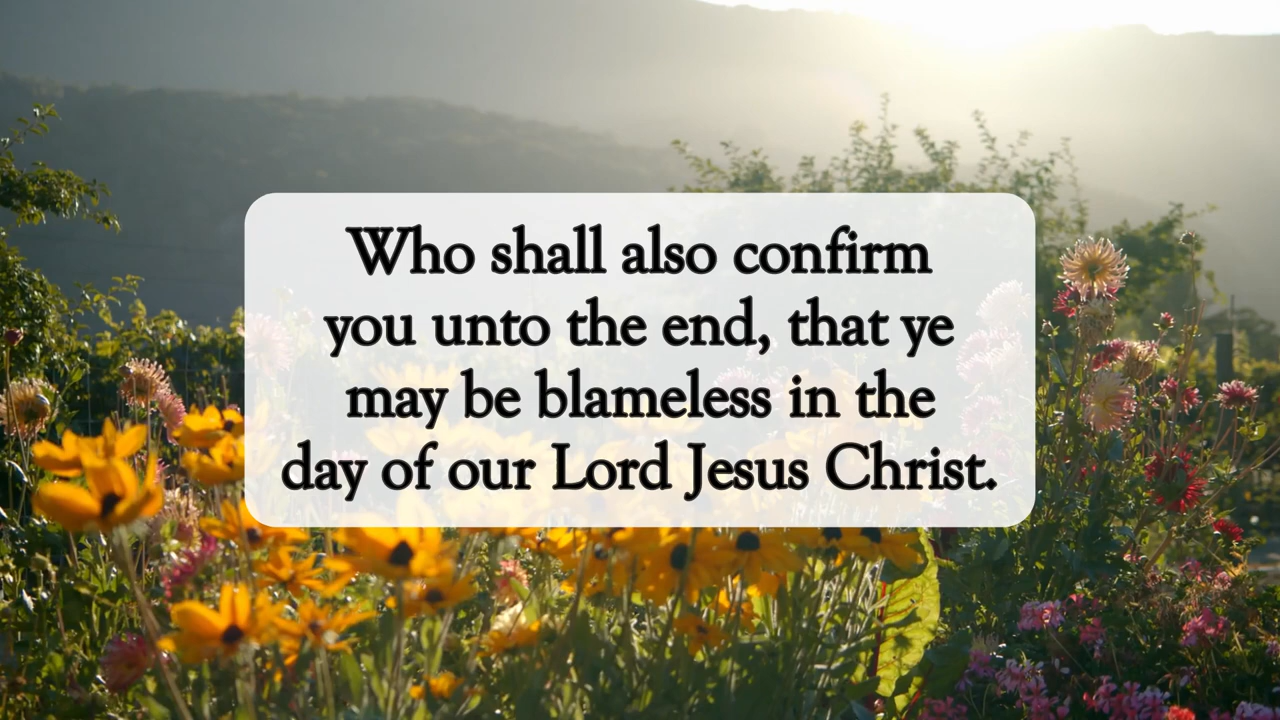 Who shall also confirm
you unto the end, that ye
may be blameless in the
day of our Lord Jesus Christ.